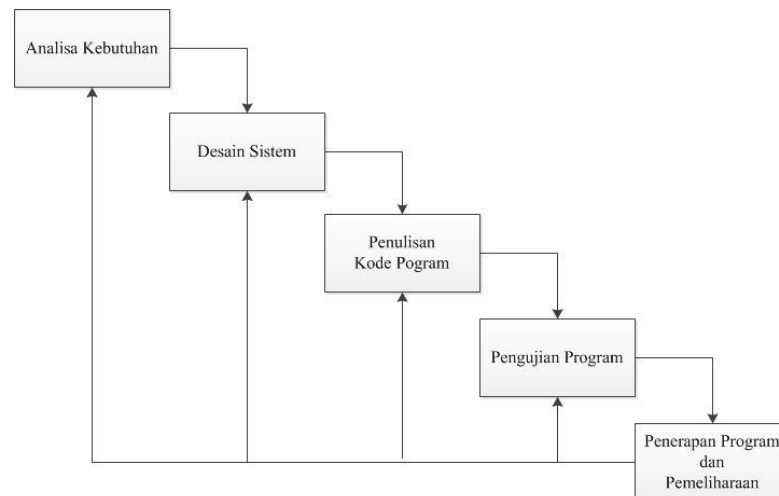 Analisa Kebutuhan
Desain Sistem
Penulisan
Kode Pogram
Pengujian Program
Penerapan Program
dan
Pemeliharaan